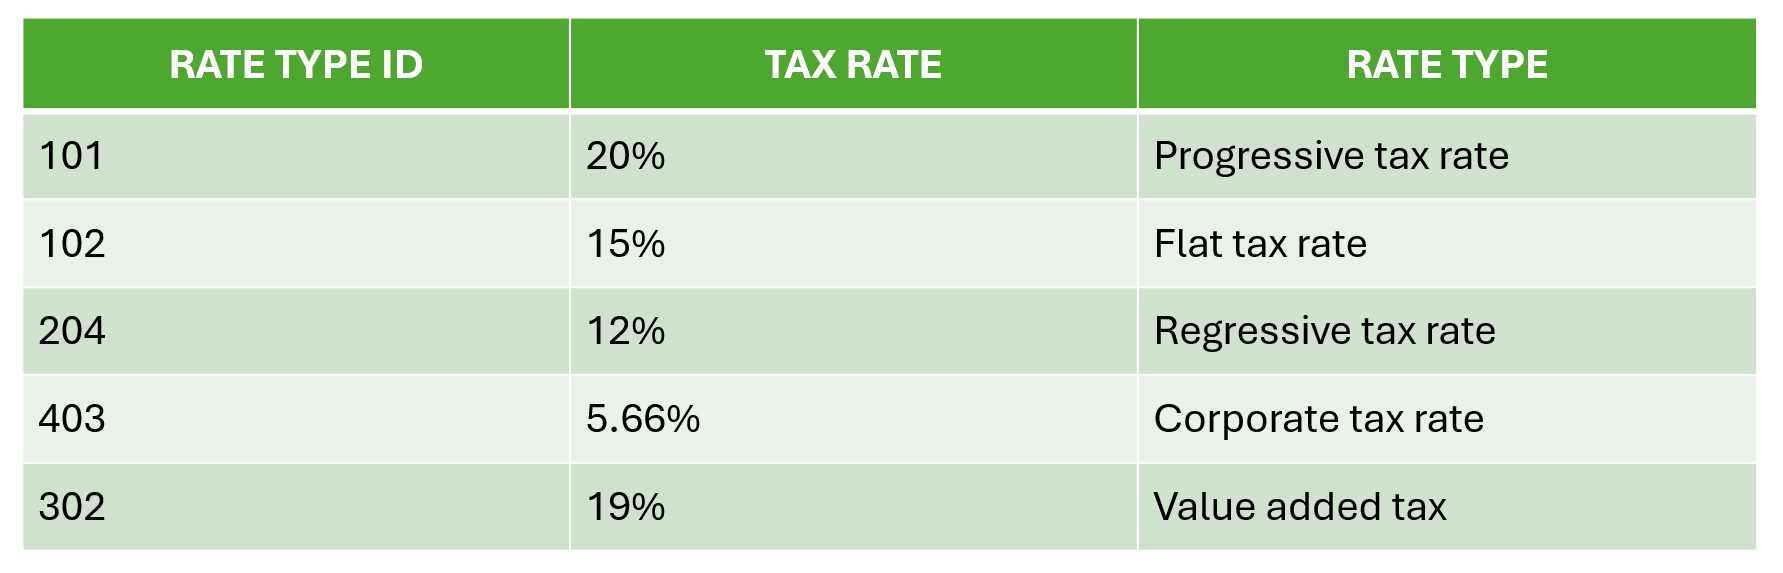 RATE TYPE ID TAX RATE RATE TYPE
101 20% Progressive tax rate
102 15% Flat tax rate
204 12% Regressive tax rate
403 5.66% Corporate tax rate
302 19% Value added tax